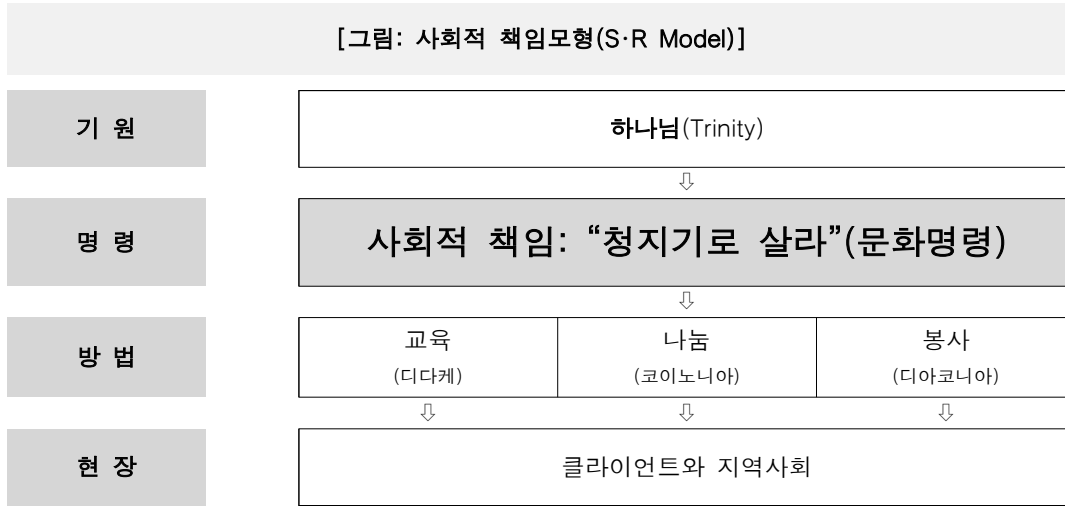 [그림: 사회적 책임모형(S·R Model)]
기 원
하나님(Trinity)
⇩
명 령
사회적 책임: “청지기로 살라”(문화명령)
⇩
방 법
교육
(디다케)
나눔
(코이노니아)
봉사
(디아코니아)
⇩ ⇩ ⇩
현 장
클라이언트와 지역사회